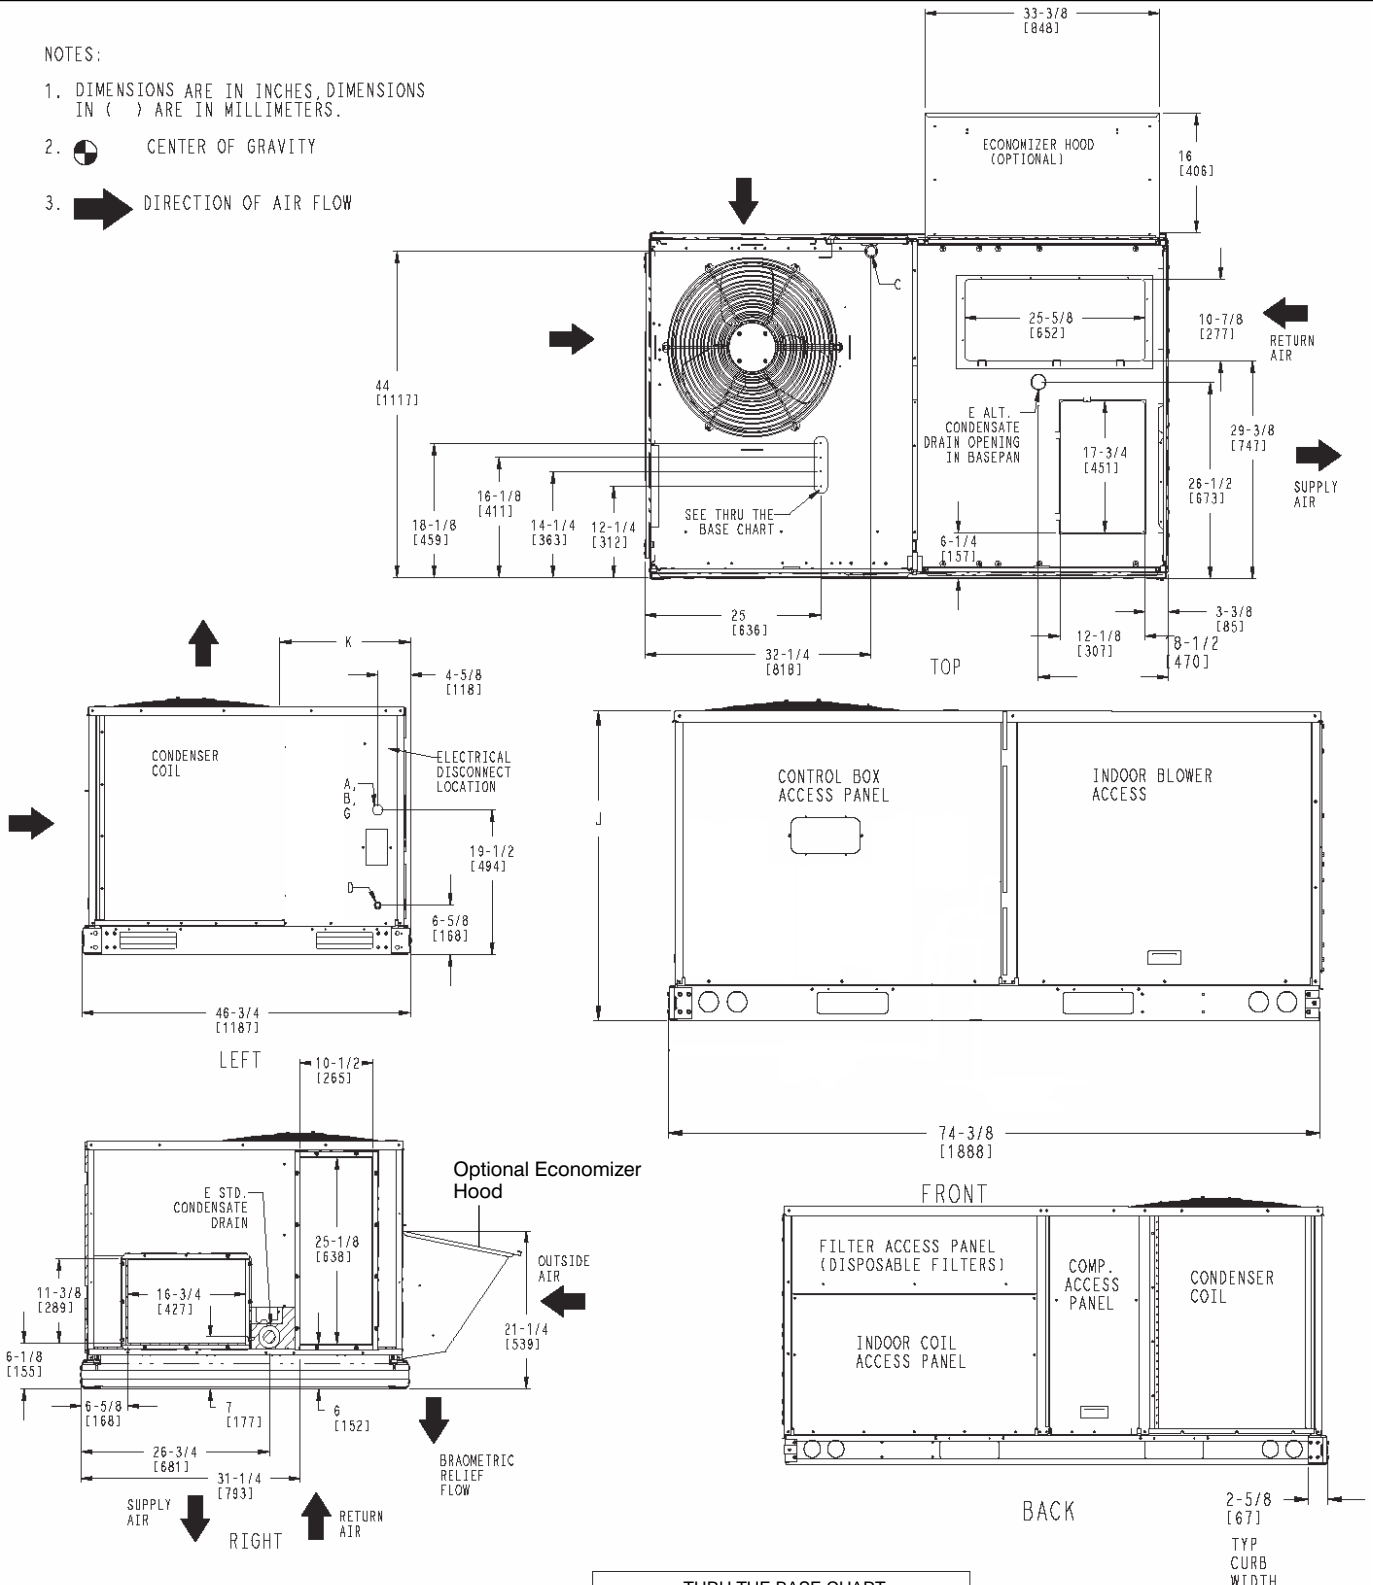 NOTES:
1. DIMENSIONS ARE IN INCHES, DIMENSIONS
IN ( ) ARE IN MILLIMETERS.
2. CENTER OF GRAVITY
3. DIRECTION OF AIR FLOW
33-3/8
[848]
ECONOMIZER HOOD
(OPTIONAL)
16
[406]
C
25-5/8
[652]
10-7/8
[277]
RETURN
AIR
44
[1117]
E ALT.
CONDENSATE
DRAIN OPENING
IN BASEPAN
17-3/4
[451]
29-3/8
[747]
26-1/2
[673]
SUPPLY
AIR
18-1/8
[459]
16-1/8
[411]
14-1/4
[363]
12-1/4
[312]
SEE THRU THE
BASE CHART
6-1/4
[157]
25
[636]
32-1/4
[818]
3-3/8
[85]
12-1/8
[307]
8-1/2
[470]
TOP
K
4-5/8
[118]
CONDENSER
COIL
ELECTRICAL
DISCONNECT
LOCATION
A,
B,
G
19-1/2
[494]
D
6-5/8
[168]
46-3/4
[1187]
LEFT
CONTROL BOX
ACCESS PANEL
INDOOR BLOWER
ACCESS
J
74-3/8
[1888]
FRONT
10-1/2
[265]
Optional Economizer
Hood
E STD.
CONDENSATE
DRAIN
25-1/8
[638]
OUTSIDE
AIR
11-3/8
[289]
16-3/4
[427]
21-1/4
[539]
6-1/8
[155]
6-5/8
[168]
7
[177]
6
[152]
26-3/4
[681]
31-1/4
[793]
BRAOMETRIC
RELIEF
FLOW
SUPPLY
AIR
RETURN
AIR
RIGHT
FILTER ACCESS PANEL
(DISPOSABLE FILTERS)
COMP.
ACCESS
PANEL
CONDENSER
COIL
INDOOR COIL
ACCESS PANEL
BACK
2-5/8
[67]
TYP
CURB
WIDTH
THRU THE BASE CHART